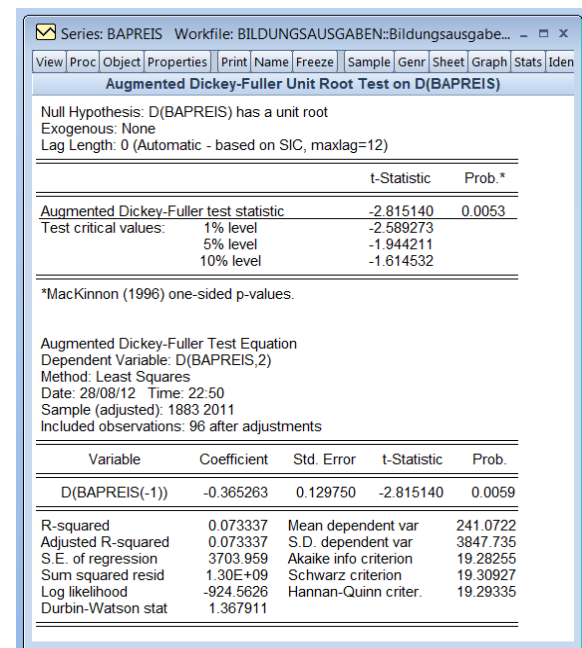 Series: BAPREIS Workfile: BILDUNGSAUSGABEN::Bildungsausgabe...
View Proc Object Properties Print Name Freeze Sample Genr Sheet Graph Stats Iden
Augmented Dickey-Fuller Unit Root Test on D(BAPREIS)
Null Hypothesis: D(BAPREIS) has a unit root
Exogenous: None
Lag Length: 0 (Automatic - based on SIC, maxlag=12)
t-Statistic Prob.*
Augmented Dickey-Fuller test statistic -2.815140 0.0053
Test critical values: 1% level -2.589273
5% level -1.944211
10% level -1.614532
*MacKinnon (1996) one-sided p-values.
Augmented Dickey-Fuller Test Equation
Dependent Variable: D(BAPREIS,2)
Method: Least Squares
Date: 28/08/12 Time: 22:50
Sample (adjusted): 1883 2011
Included observations: 96 after adjustments
Variable Coefficient Std. Error t-Statistic Prob.
D(BAPREIS(-1)) -0.365263 0.129750 -2.815140 0.0059
R-squared 0.073337 Mean dependent var 241.0722
Adjusted R-squared 0.073337 S.D. dependent var 3847.735
S.E. of regression 3703.959 Akaike info criterion 19.28255
Sum squared resid 1.30E+09 Schwarz criterion 19.30927
Log likelihood -924.5626 Hannan-Quinn criter. 19.29335
Durbin-Watson stat 1.367911